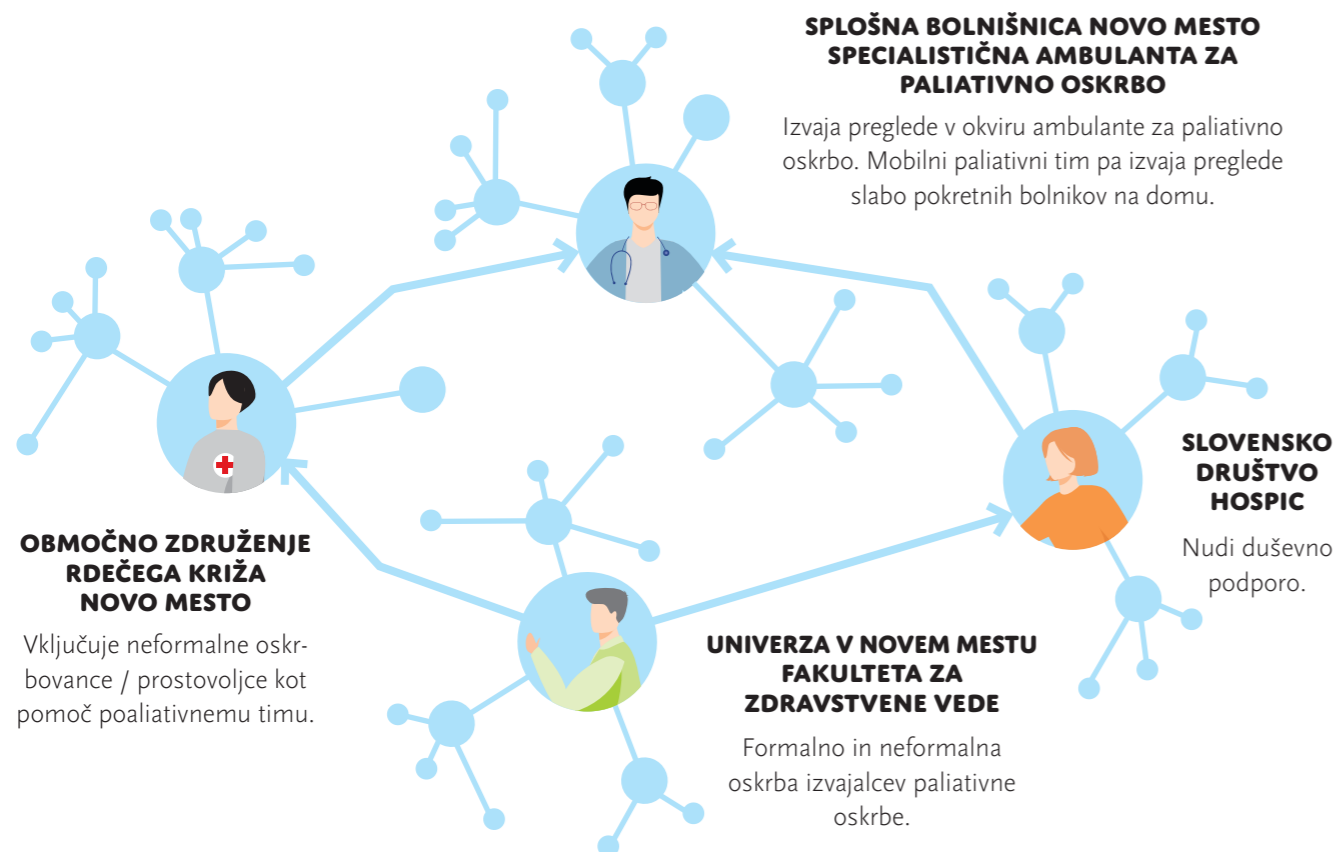 SPLOŠNA BOLNIŠNICA NOVO MESTO
SPECIALISTIČNA AMBULANTA ZA
PALIATIVNO OSKRBO
Izvaja preglede v okviru ambulante za paliativno
oskrbo. Mobilni paliativni tim pa izvaja preglede
slabo pokretnih bolnikov na domu.
SLOVENSKO
DRUŠTVO
HOSPIC
Nudi duševno
podporo.
OBMOČNO ZDRUŽENJE
RDEČEGA KRIŽA
NOVO MESTO
Vključuje neformalne oskr-
bovance / prostovoljce kot
pomoč poaliativnemu timu.
UNIVERZA V NOVEM MESTU
FAKULTETA ZA
ZDRAVSTVENE VEDE
Formalno in neformalna
oskrba izvajalcev paliativne
oskrbe.